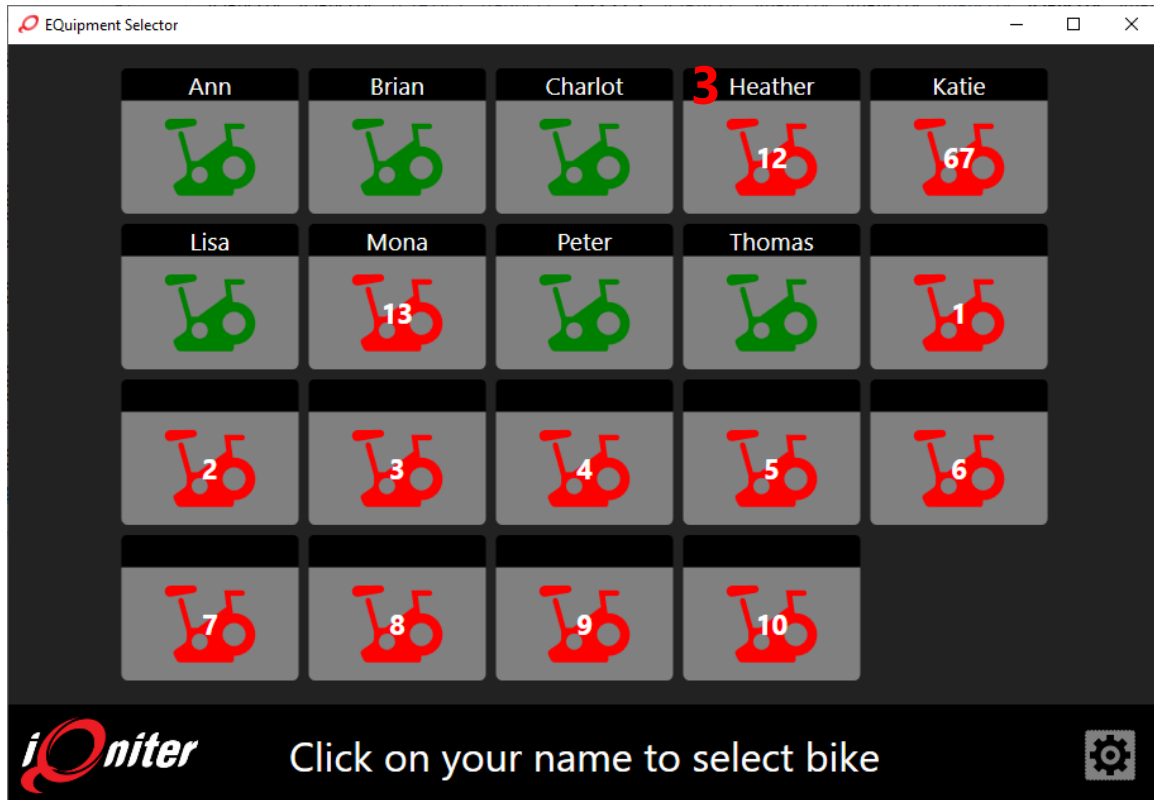 EQuipment Selector
Ann Brian Charlot 3 Heather Katie
12 67
Lisa Mona Peter Thomas
13 1
2 3 4 5 6
7 8 9 10
iQniter Click on your name to select bike